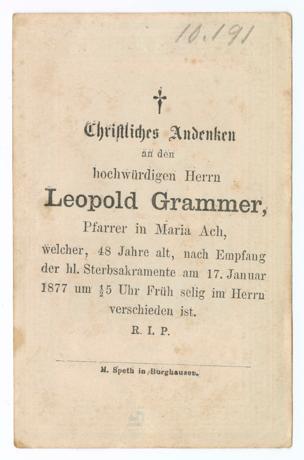 10.191
†
Christliches Andenken
an den
hochwürdigen Herrn
Leopold Grammer,
Pfarrer in Maria Ach,
welcher, 48 Jahre alt, nach Empfang
der hl. Sterbsakramente am 17. Januar
1877 um ½5 Uhr Früh selig im Herrn
verschieden ist.
R. I. P.
M. Speth in Burghausen.